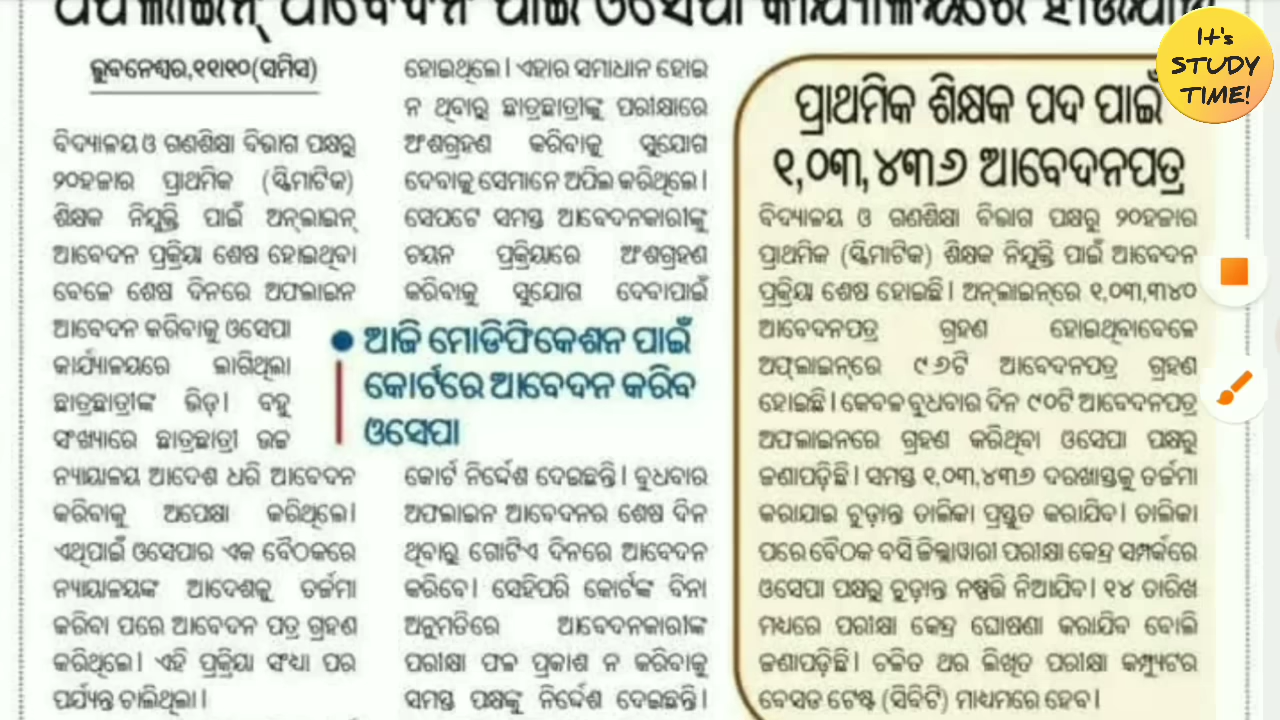 ଅଫଲାଇନ୍ ଆବେଦନ ପାଇଁ ଓସେପା କାର୍ଯ୍ୟାଳୟରେ
ଭୁବନେଶ୍ୱର,୧୧ା୧୦(ସମିସ)
ବିଦ୍ୟାଳୟ ଓ ଗଣଶିକ୍ଷା ବିଭାଗ ପକ୍ଷରୁ
୨୦ହଜାର ପ୍ରାଥମିକ (ସ୍କିମାଟିକ)
ଶିକ୍ଷକ ନିଯୁକ୍ତି ପାଇଁ ଅନ୍‌ଲାଇନ୍
ଆବେଦନ ପ୍ରକ୍ରିୟା ଶେଷ ହୋଇଥିବା
ବେଳେ ଶେଷ ଦିନରେ ଅଫଲାଇନ
ଆବେଦନ କରିବାକୁ ଓସେପା
କାର୍ଯ୍ୟାଳୟରେ ଲାଗିଥିଲା
ଛାତ୍ରଛାତ୍ରୀଙ୍କ ଭିଡ଼। ବହୁ
ସଂଖ୍ୟାରେ ଛାତ୍ରଛାତ୍ରୀ ଉଚ୍ଚ
ନ୍ୟାୟାଳୟ ଆଦେଶ ଧରି ଆବେଦନ
କରିବାକୁ ଅପେକ୍ଷା କରିଥିଲେ।
ଏଥିପାଇଁ ଓସେପାର ଏକ ବୈଠକରେ
ନ୍ୟାୟାଳୟଙ୍କ ଆଦେଶକୁ ତର୍ଜମା
କରିବା ପରେ ଆବେଦନ ପତ୍ର ଗ୍ରହଣ
କରିଥିଲେ। ଏହି ପ୍ରକ୍ରିୟା ସଂଧ୍ୟା ପର
ପର୍ଯ୍ୟନ୍ତ ଚାଲିଥିଲା।
ହୋଇଥିଲେ। ଏହାର ସମାଧାନ ହୋଇ
ନ ଥିବାରୁ ଛାତ୍ରଛାତ୍ରୀଙ୍କୁ ପରୀକ୍ଷାରେ
ଅଂଶଗ୍ରହଣ କରିବାକୁ ସୁଯୋଗ
ଦେବାକୁ ସେମାନେ ଅପିଲ କରିଥିଲେ।
ସେପଟେ ସମସ୍ତ ଆବେଦନକାରୀଙ୍କୁ
ଚୟନ ପ୍ରକ୍ରିୟାରେ ଅଂଶଗ୍ରହଣ
କରିବାକୁ ସୁଯୋଗ ଦେବାପାଇଁ
● ଆଜି ମୋଡିଫିକେଶନ ପାଇଁ
କୋର୍ଟରେ ଆବେଦନ କରିବ
ଓସେପା
କୋର୍ଟ ନିର୍ଦ୍ଦେଶ ଦେଇଛନ୍ତି। ବୁଧବାର
ଅଫଲାଇନ ଆବେଦନର ଶେଷ ଦିନ
ଥିବାରୁ ଗୋଟିଏ ଦିନରେ ଆବେଦନ
କରିବେ। ସେହିପରି କୋର୍ଟଙ୍କ ବିନା
ଅନୁମତିରେ ଆବେଦନକାରୀଙ୍କ
ପରୀକ୍ଷା ଫଳ ପ୍ରକାଶ ନ କରିବାକୁ
ସମସ୍ତ ପକ୍ଷଙ୍କୁ ନିର୍ଦ୍ଦେଶ ଦେଇଛନ୍ତି।
ପ୍ରାଥମିକ ଶିକ୍ଷକ ପଦ ପାଇଁ
୧,୦୩,୪୩୬ ଆବେଦନପତ୍ର
ବିଦ୍ୟାଳୟ ଓ ଗଣଶିକ୍ଷା ବିଭାଗ ପକ୍ଷରୁ ୨୦ହଜାର
ପ୍ରାଥମିକ (ସ୍କିମାଟିକ) ଶିକ୍ଷକ ନିଯୁକ୍ତି ପାଇଁ ଆବେଦନ
ପ୍ରକ୍ରିୟା ଶେଷ ହୋଇଛି। ଅନ୍‌ଲାଇନ୍‌ରେ ୧,୦୩,୩୪୦
ଆବେଦନପତ୍ର ଗ୍ରହଣ ହୋଇଥିବାବେଳେ
ଅଫ୍‌ଲାଇନ୍‌ରେ ୯୬ଟି ଆବେଦନପତ୍ର ଗ୍ରହଣ
ହୋଇଛି। କେବଳ ବୁଧବାର ଦିନ ୯୦ଟି ଆବେଦନପତ୍ର
ଅଫଲାଇନରେ ଗ୍ରହଣ କରିଥିବା ଓସେପା ପକ୍ଷରୁ
ଜଣାପଡ଼ିଛି। ସମସ୍ତ ୧,୦୩,୪୩୬ ଦରଖାସ୍ତକୁ ତର୍ଜମା
କରାଯାଇ ଚୂଡ଼ାନ୍ତ ତାଲିକା ପ୍ରସ୍ତୁତ କରାଯିବ। ତାଲିକା
ପରେ ବୈଠକ ବସି ଜିଲ୍ଲାୱାରୀ ପରୀକ୍ଷା କେନ୍ଦ୍ର ସମ୍ପର୍କରେ
ଓସେପା ପକ୍ଷରୁ ଚୂଡ଼ାନ୍ତ ନଷ୍ପତ୍ତି ନିଆଯିବ। ୧୪ ତାରିଖ
ମଧ୍ୟରେ ପରୀକ୍ଷା କେନ୍ଦ୍ର ଘୋଷଣା କରାଯିବ ବୋଲି
ଜଣାପଡ଼ିଛି। ଚଳିତ ଥର ଲିଖିତ ପରୀକ୍ଷା କମ୍ପ୍ୟୁଟର
ବେସଡ ଟେଷ୍ଟ (ସିବିଟି) ମାଧ୍ୟମରେ ହେବ।
It's
STUDY
TIME!